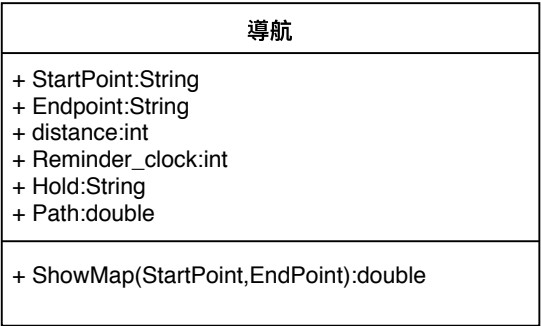 導航
+ StartPoint:String
+ Endpoint:String
+ distance:int
+ Reminder_clock:int
+ Hold:String
+ Path:double
+ ShowMap(StartPoint,EndPoint):double